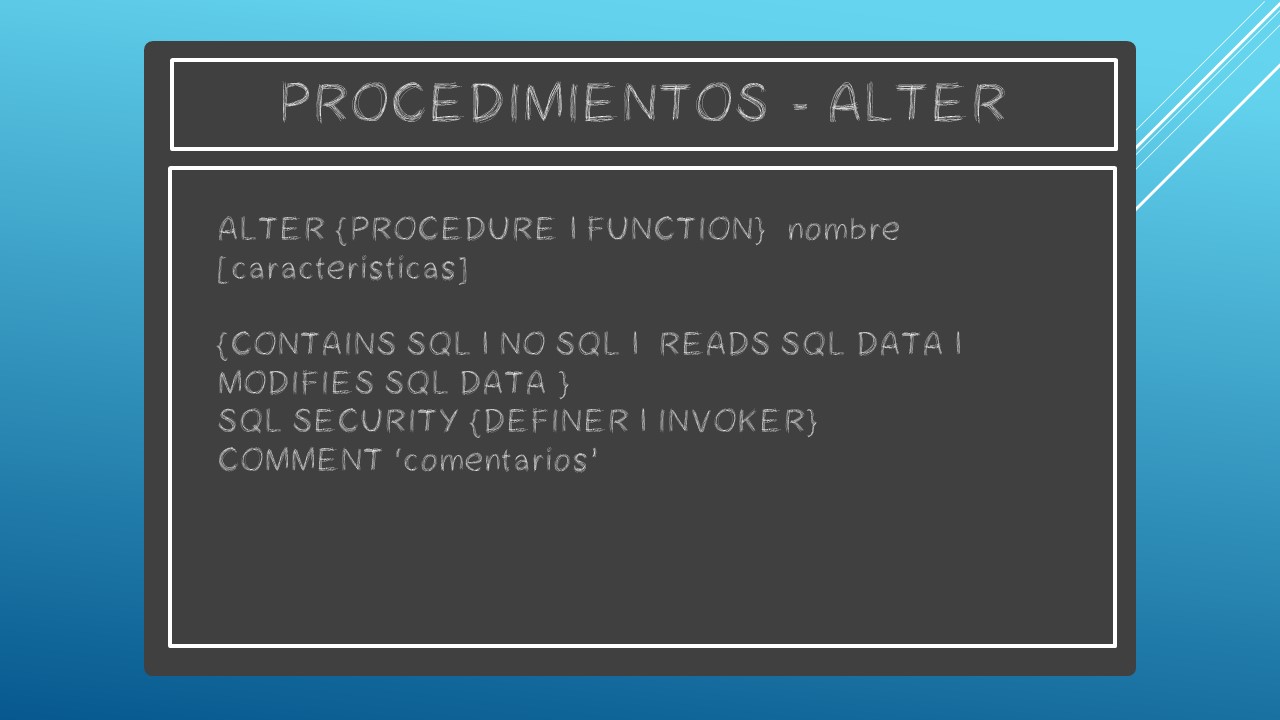 PROCEDIMIENTOS - ALTER
ALTER {PROCEDURE | FUNCTION}  nombre
[caracteristicas]
{CONTAINS SQL | NO SQL |  READS SQL DATA |
MODIFIES SQL DATA }
SQL SECURITY {DEFINER | INVOKER}
COMMENT ‘comentarios’